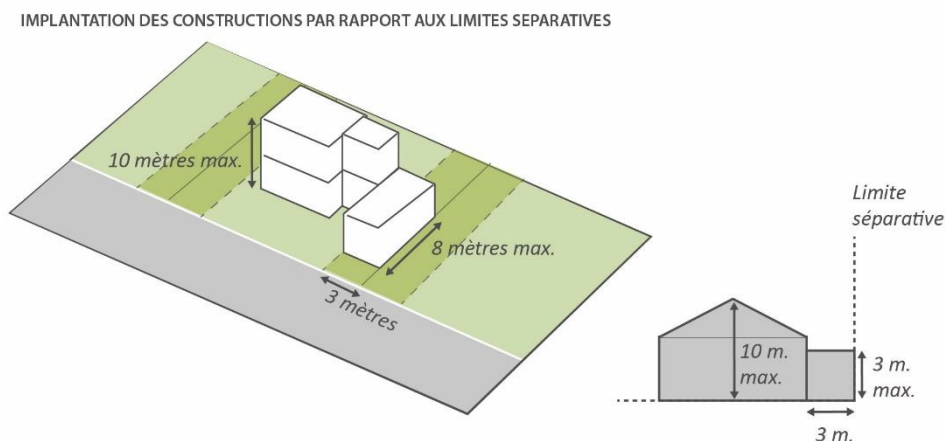 IMPLANTATION DES CONSTRUCTIONS PAR RAPPORT AUX LIMITES SEPARATIVES
10 mètres max.
8 mètres max.
3 mètres
Limite
séparative
10 m.
max.
3 m.
max.
3 m.